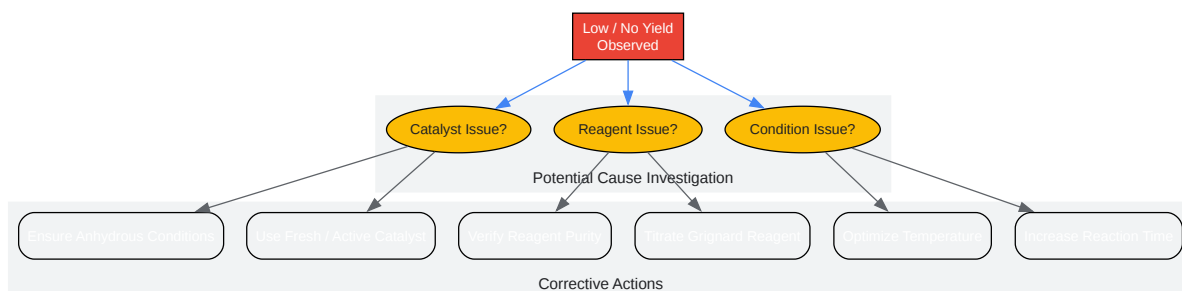 Low / No Yield
Observed
Catalyst Issue?
Reagent Issue?
Condition Issue?
Potential Cause Investigation
Ensure Anhydrous Conditions
Use Fresh / Active Catalyst
Verify Reagent Purity
Titrate Grignard Reagent
Optimize Temperature
Increase Reaction Time
Corrective Actions